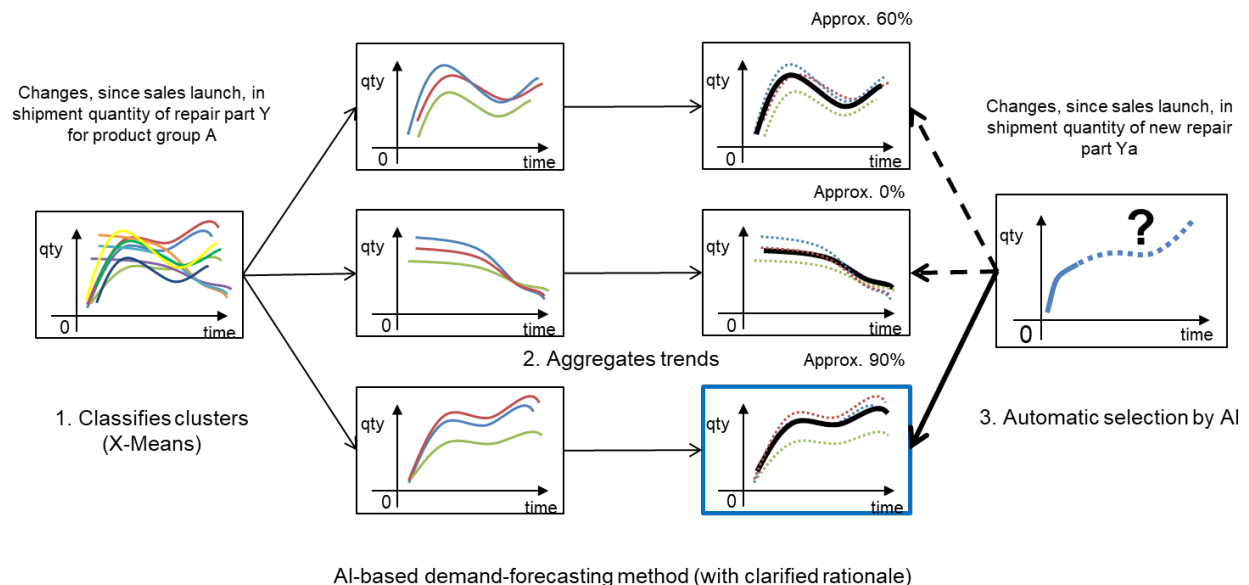 Approx. 60%
qty
0
time
qty
0
time
Changes, since sales launch, in
shipment quantity of repair part Y
for product group A
Changes, since sales launch, in
shipment quantity of new repair
part Ya
Approx. 0%
qty
0
time
qty
0
time
qty
0
time
qty
?
0
time
2. Aggregates trends
Approx. 90%
1. Classifies clusters
(X-Means)
qty
0
time
qty
0
time
3. Automatic selection by AI
AI-based demand-forecasting method (with clarified rationale)